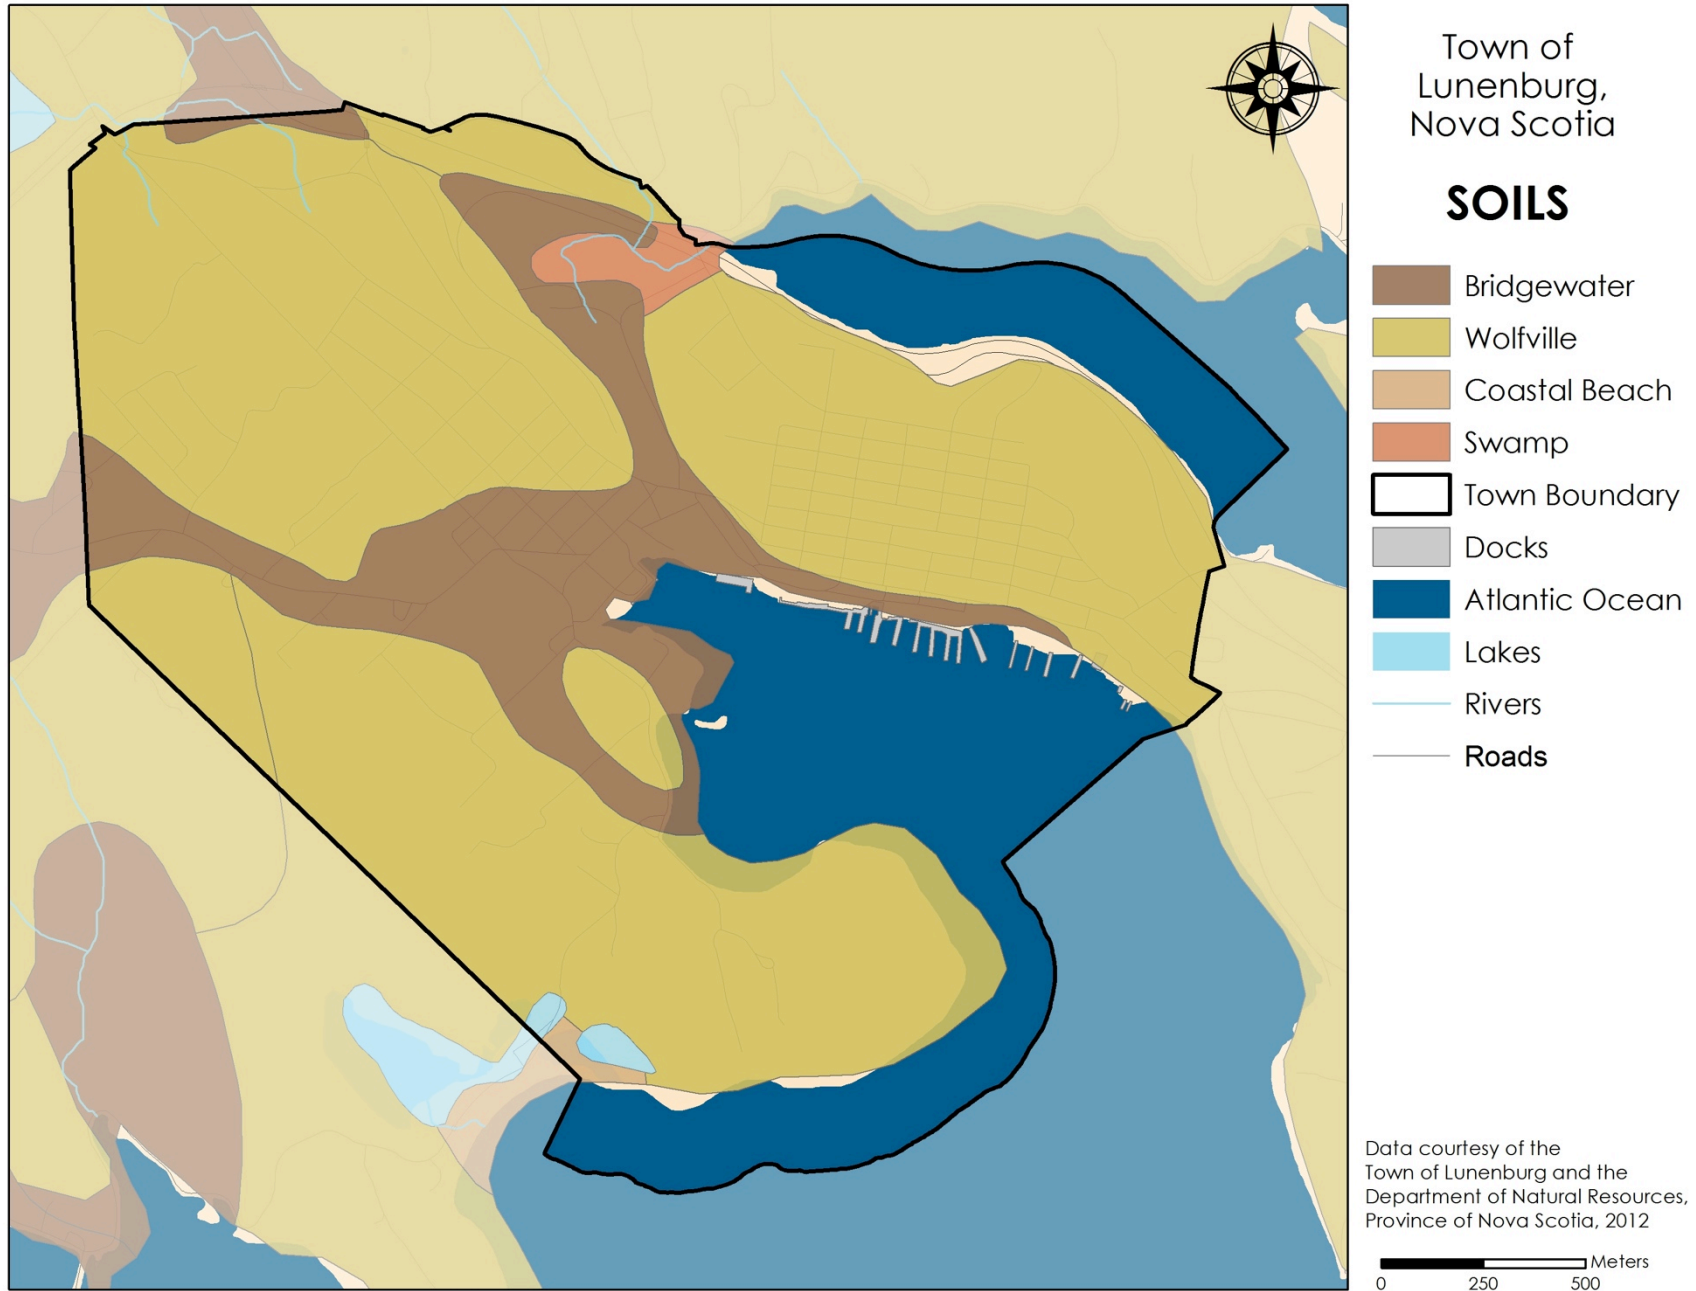 Town of
Lunenburg,
Nova Scotia
SOILS
Bridgewater
Wolfville
Coastal Beach
Swamp
Town Boundary
Docks
Atlantic Ocean
Lakes
Rivers
Roads
Data courtesy of the
Town of Lunenburg and the
Department of Natural Resources,
Province of Nova Scotia, 2012
Meters
0 250 500